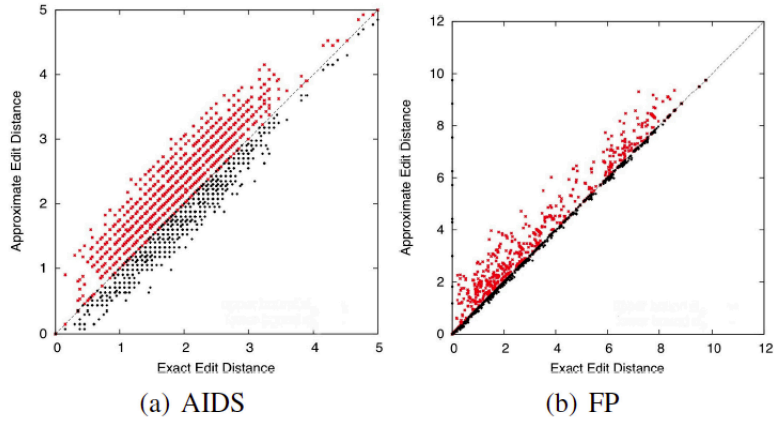 5
4
3
2
1
0
0 1 2 3 4 5
Approximate Edit Distance
Exact Edit Distance
(a) AIDS
12
10
8
6
4
2
0
0 2 4 6 8 10 12
Approximate Edit Distance
Exact Edit Distance
(b) FP